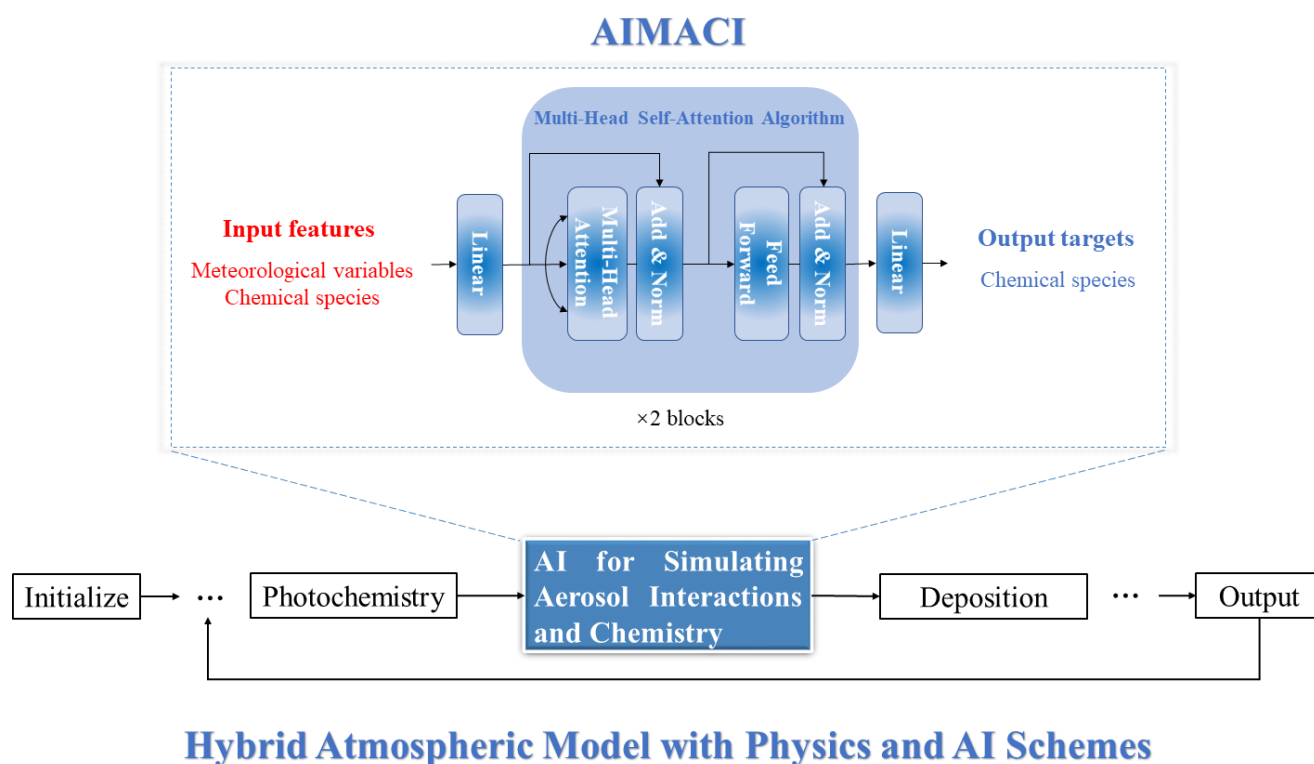 AIMACI
Multi-Head Self-Attention Algorithm
Input features
Meteorological variables
Chemical species
Linear
Multi-Head
Attention
Add & Norm
Feed
Forward
Add & Norm
Linear
Output targets
Chemical species
×2 blocks
Initialize
...
Photochemistry
AI for Simulating
Aerosol Interactions
and Chemistry
Deposition
...
Output
Hybrid Atmospheric Model with Physics and AI Schemes